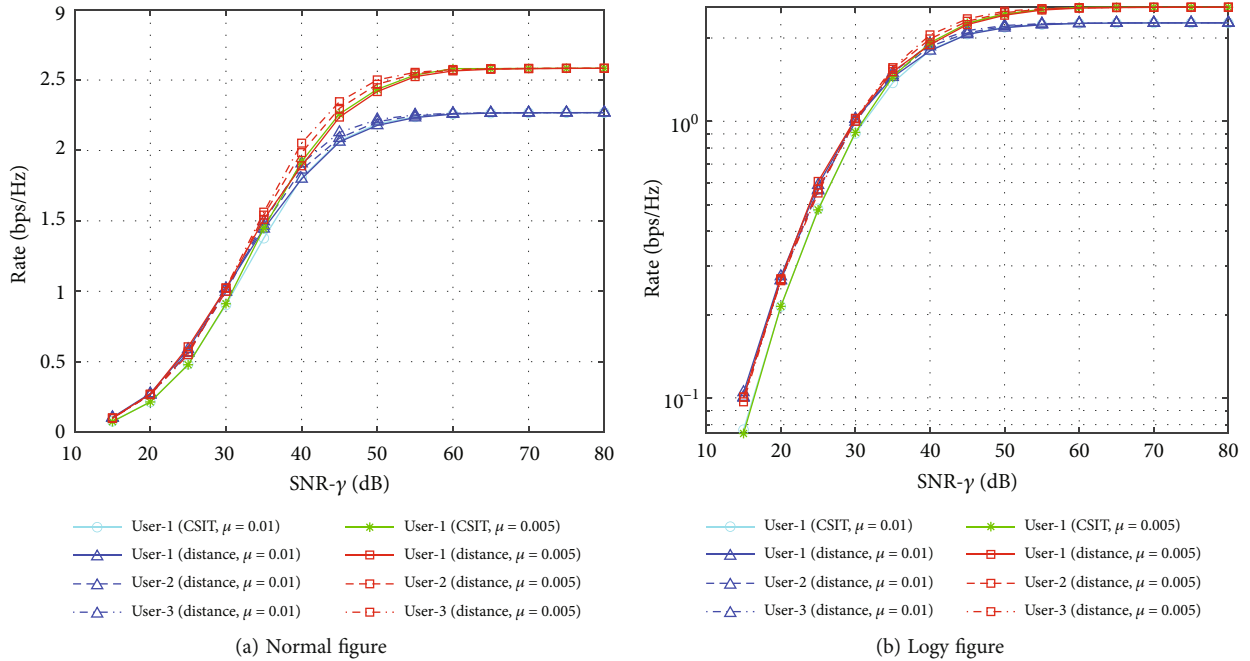 9
2.5
2
1.5
1
0.5
0
Rate (bps/Hz)
10 20 30 40 50 60 70 80
SNR-γ (dB)
User-1 (CSIT, μ = 0.01)
User-1 (distance, μ = 0.01)
User-2 (distance, μ = 0.01)
User-3 (distance, μ = 0.01)
User-1 (CSIT, μ = 0.005)
User-1 (distance, μ = 0.005)
User-2 (distance, μ = 0.005)
User-3 (distance, μ = 0.005)
(a) Normal figure
10⁰
10⁻¹
Rate (bps/Hz)
10 20 30 40 50 60 70 80
SNR-γ (dB)
User-1 (CSIT, μ = 0.01)
User-1 (distance, μ = 0.01)
User-2 (distance, μ = 0.01)
User-3 (distance, μ = 0.01)
User-1 (CSIT, μ = 0.005)
User-1 (distance, μ = 0.005)
User-2 (distance, μ = 0.005)
User-3 (distance, μ = 0.005)
(b) Logy figure